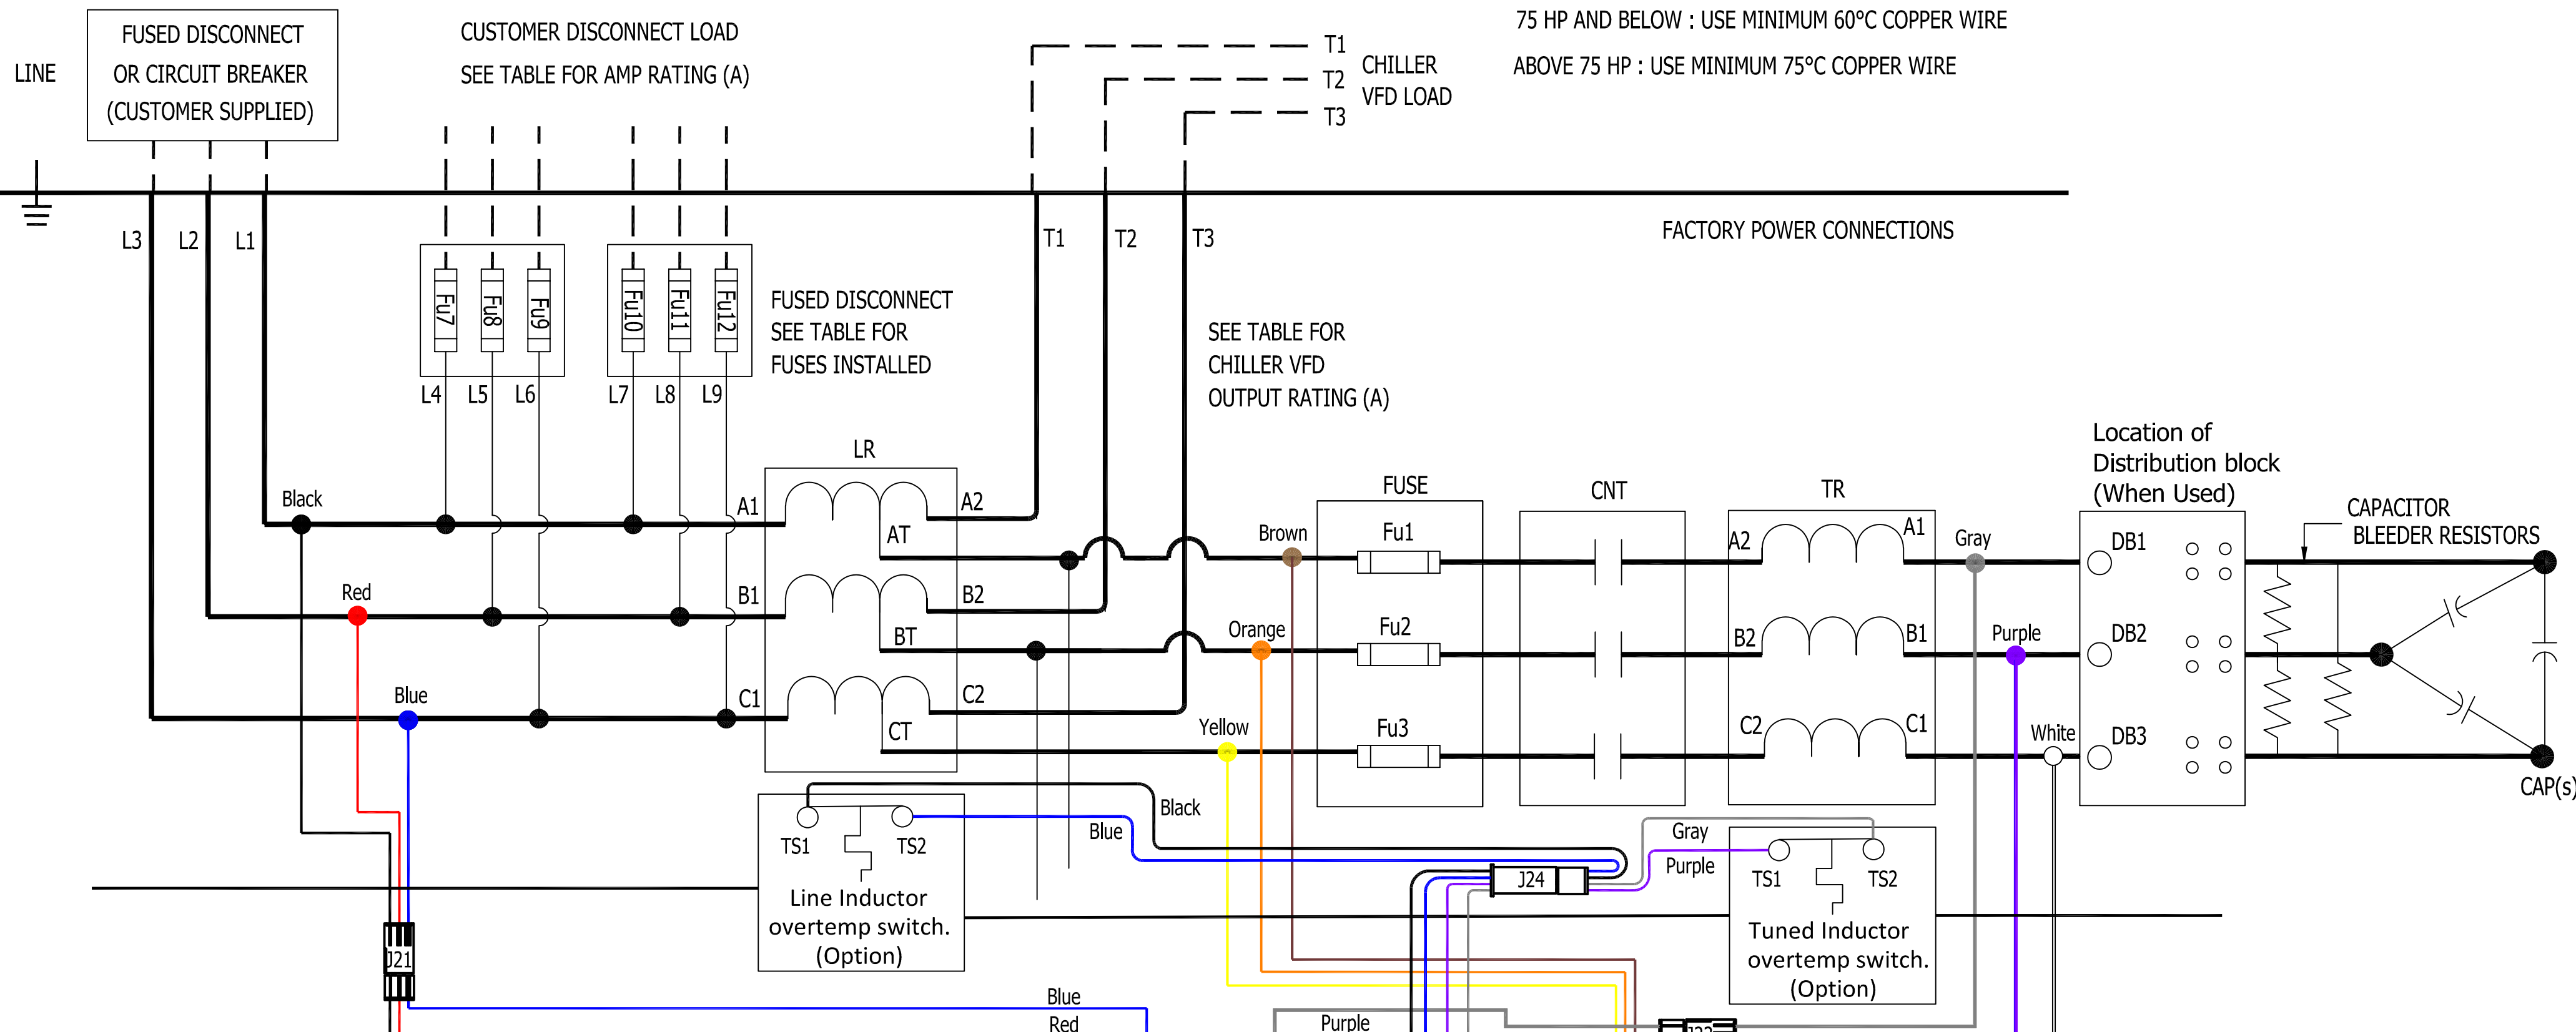 FUSED DISCONNECT
OR CIRCUIT BREAKER
(CUSTOMER SUPPLIED)
LINE
CUSTOMER DISCONNECT LOAD
SEE TABLE FOR AMP RATING (A)
T1
T2
T3
CHILLER
VFD LOAD
75 HP AND BELOW : USE MINIMUM 60°C COPPER WIRE
ABOVE 75 HP : USE MINIMUM 75°C COPPER WIRE
L3
L2
L1
T1
T2
T3
FACTORY POWER CONNECTIONS
Fu7
Fu8
Fu9
Fu10
Fu11
Fu12
FUSED DISCONNECT
SEE TABLE FOR
FUSES INSTALLED
SEE TABLE FOR
CHILLER VFD
OUTPUT RATING (A)
L4
L5
L6
L7
L8
L9
LR
Black
A1
A2
AT
Red
B1
B2
BT
Blue
C1
C2
CT
Brown
Orange
Yellow
FUSE
Fu1
Fu2
Fu3
CNT
TR
A2
A1
B2
B1
C2
C1
Gray
Purple
White
Location of
Distribution block
(When Used)
DB1
DB2
DB3
CAPACITOR
BLEEDER RESISTORS
CAP(s)
TS1
TS2
Line Inductor
overtemp switch.
(Option)
Black
Blue
J24
Gray
Purple
TS1
TS2
Tuned Inductor
overtemp switch.
(Option)
J21
Blue
Red
Purple